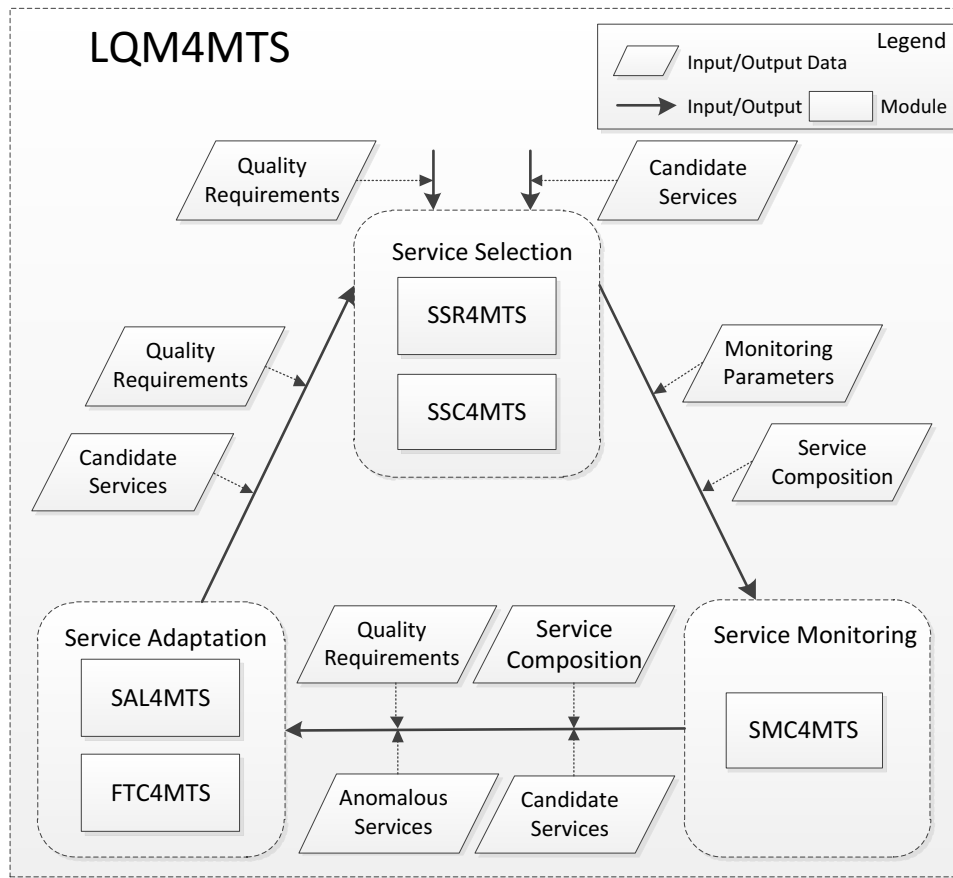 LQM4MTS
Legend
Input/Output Data
Input/Output
Module
Quality
Requirements
Candidate
Services
Service Selection
SSR4MTS
SSC4MTS
Quality
Requirements
Candidate
Services
Monitoring
Parameters
Service
Composition
Service Adaptation
SAL4MTS
FTC4MTS
Quality
Requirements
Service
Composition
Anomalous
Services
Candidate
Services
Service Monitoring
SMC4MTS